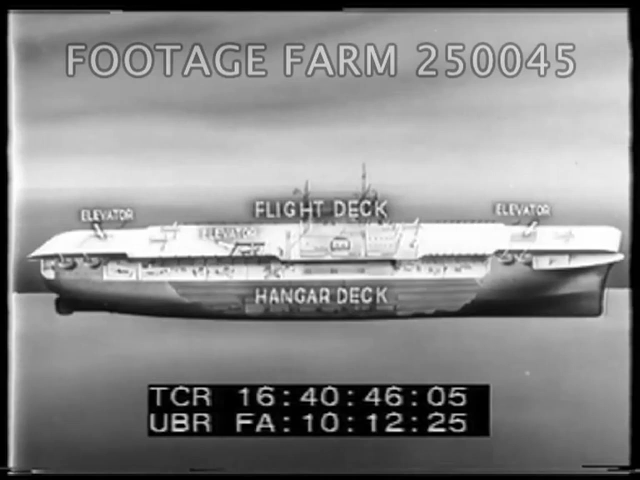 FOOTAGE FARM 250045
ELEVATOR
FLIGHT DECK
ELEVATOR
ELEVATOR
HANGAR DECK
TCR 16:40:46:05
UBR FA:10:12:25